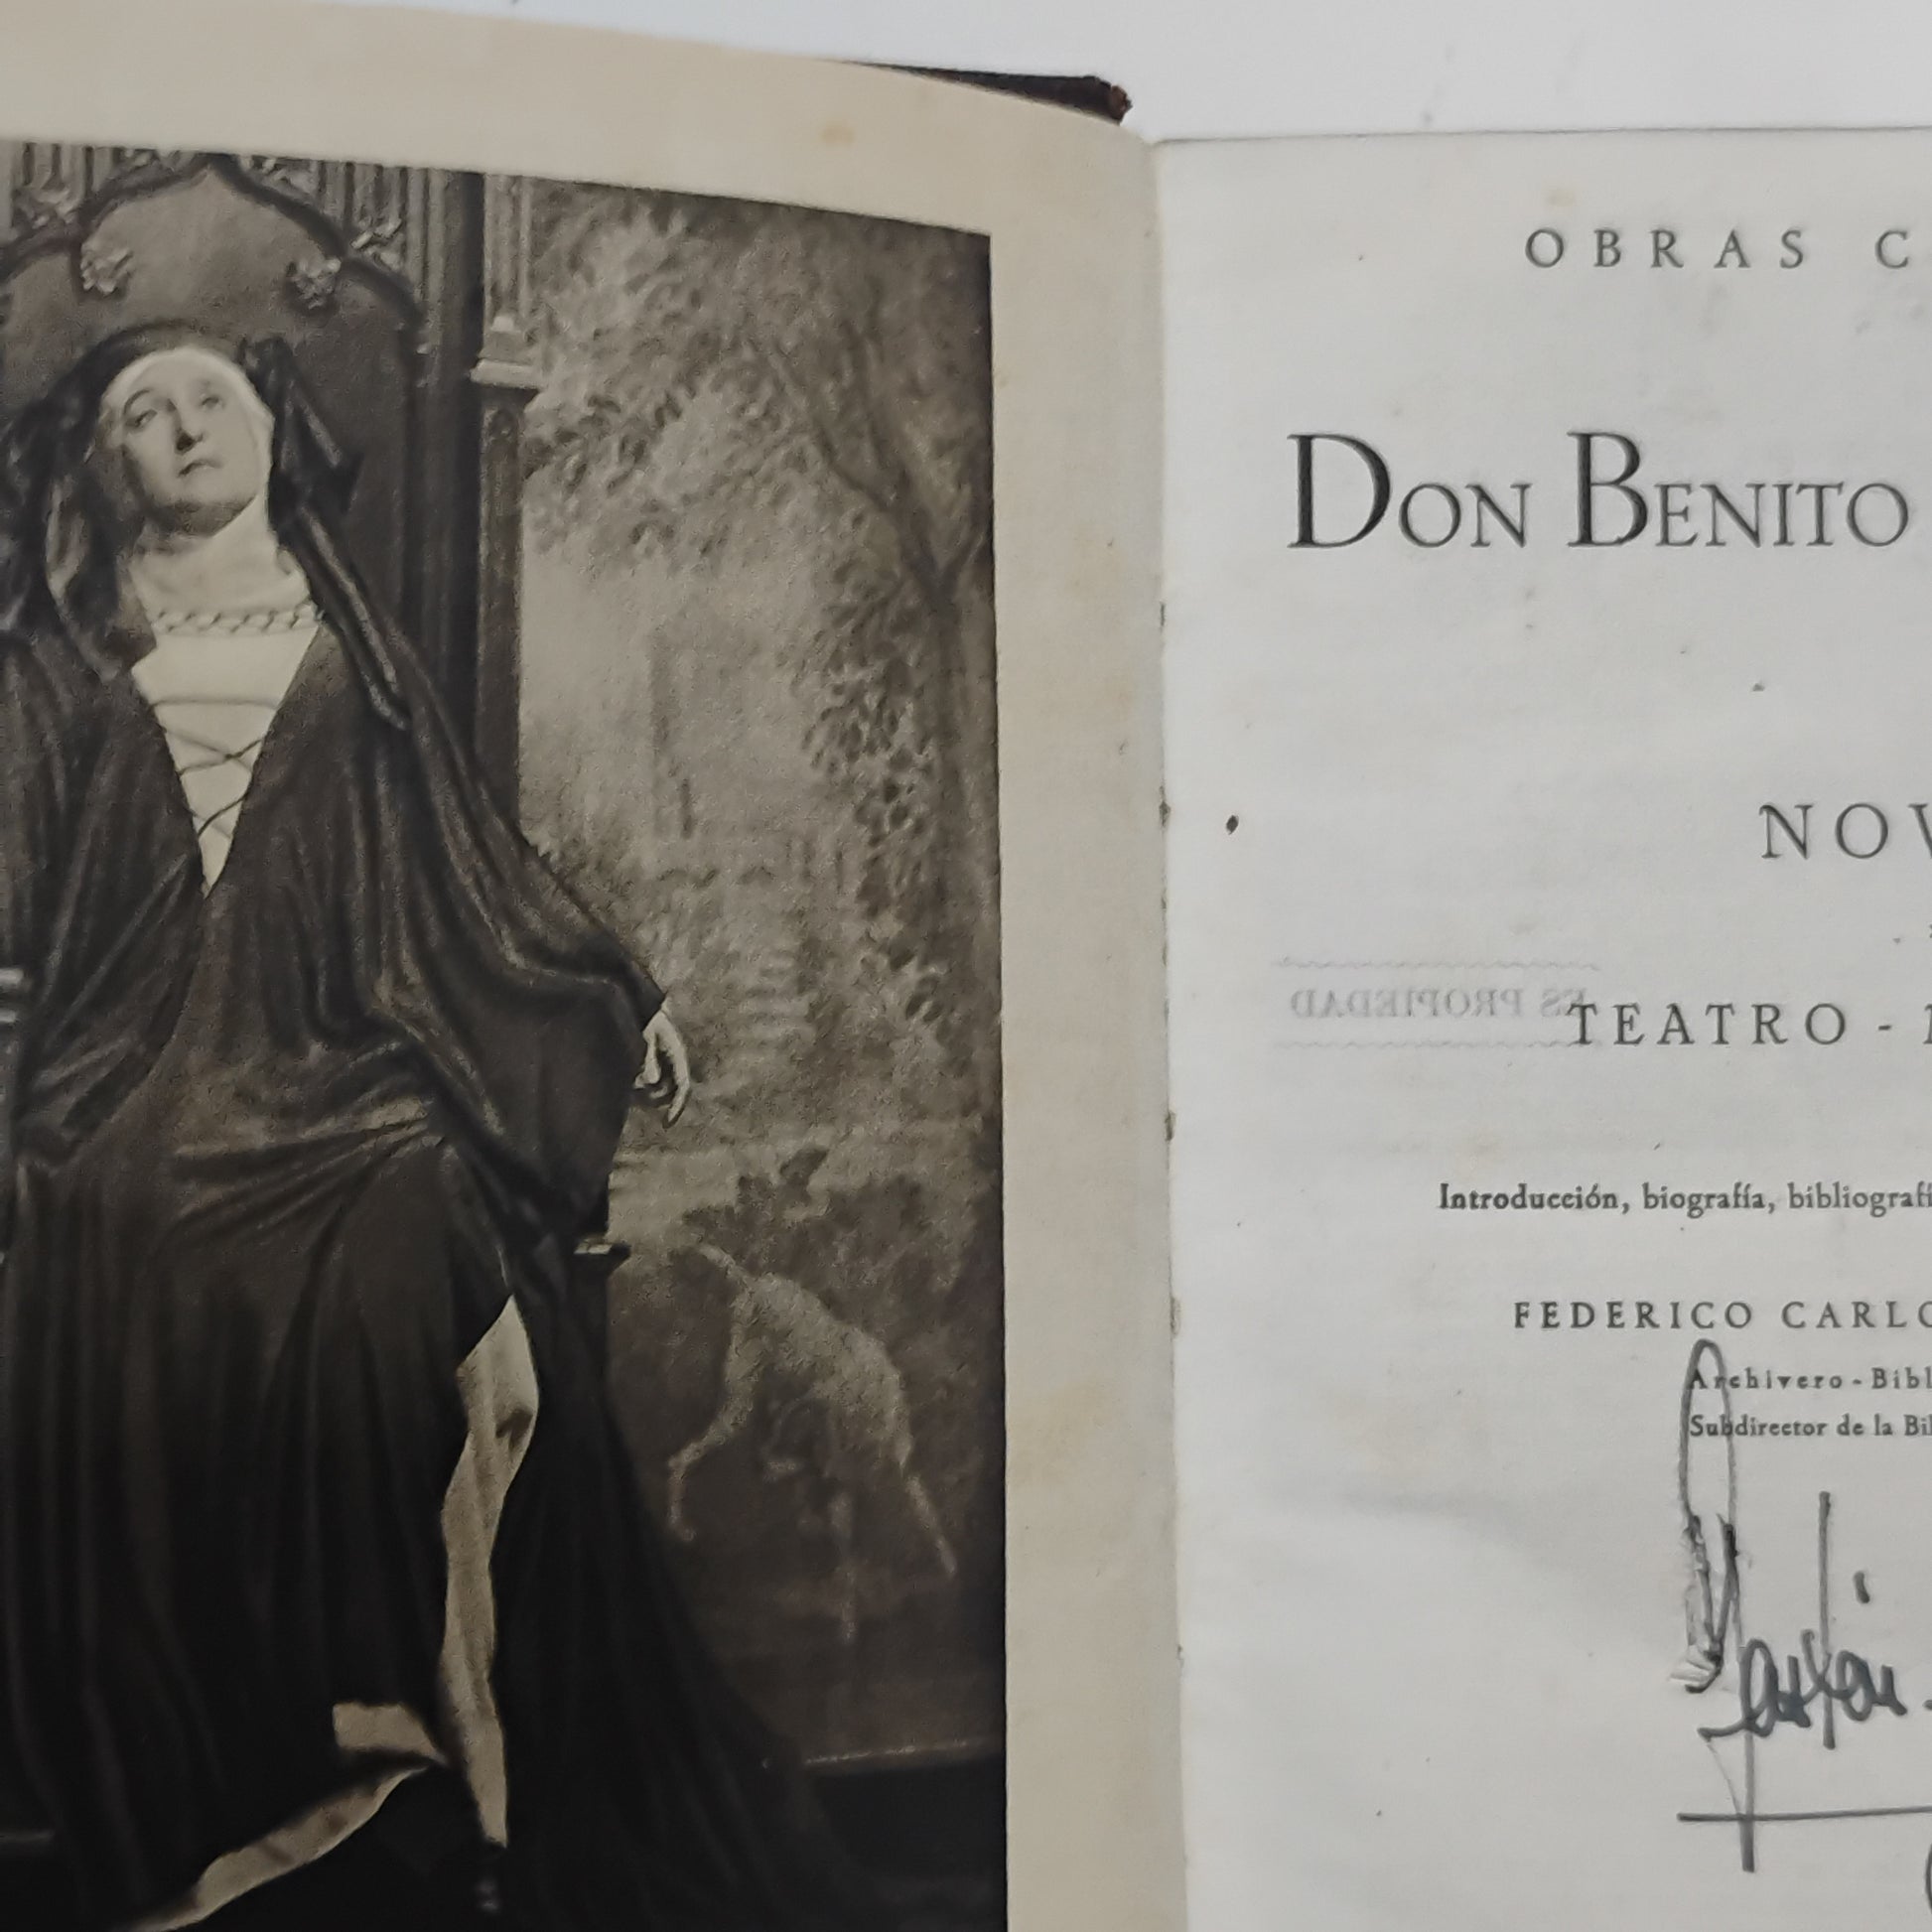 OBRAS C
DON BENITO
NOV
ES PROPIEDAD
TEATRO -
Introducción, biografía, bibliografí
FEDERICO CARLO
Archivero - Bibl
Subdirector de la Bi